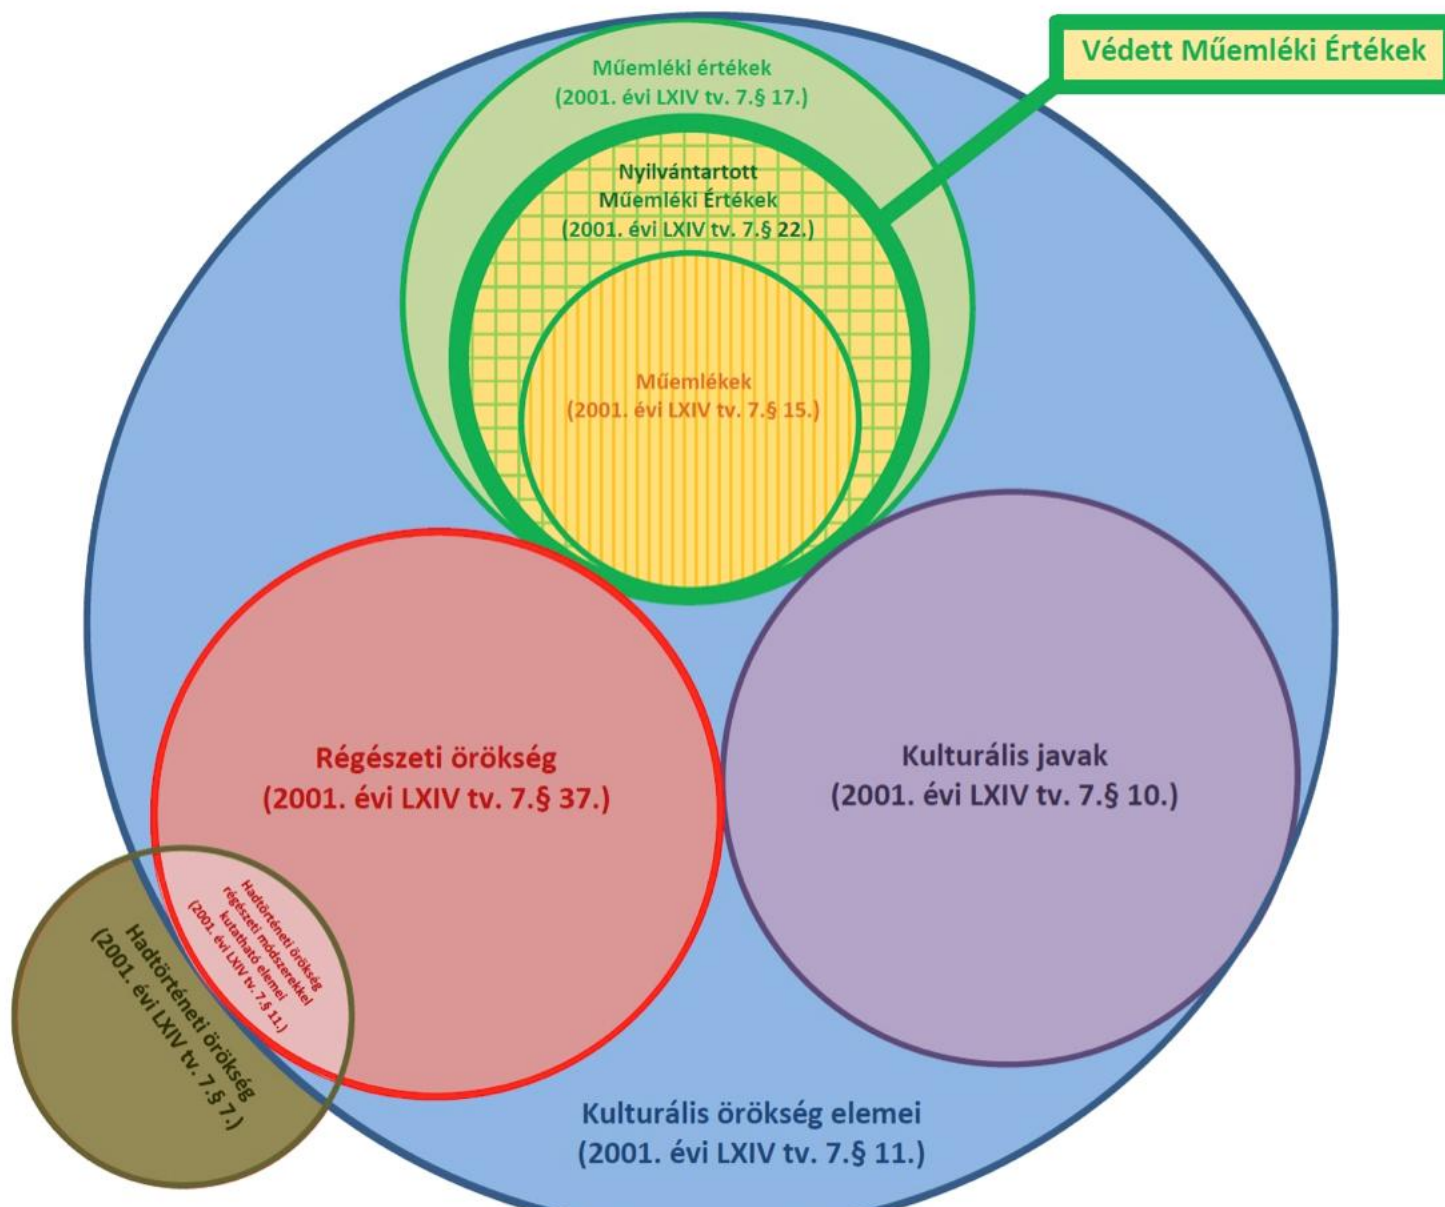 Védett Műemléki Értékek
Műemléki értékek
(2001. évi LXIV tv. 7.§ 17.)
Nyilvántartott
Műemléki Értékek
(2001. évi LXIV tv. 7.§ 22.)
Műemlékek
(2001. évi LXIV tv. 7.§ 15.)
Régészeti örökség
(2001. évi LXIV tv. 7.§ 37.)
Kulturális javak
(2001. évi LXIV tv. 7.§ 10.)
Hadtörténeti örökség
régészeti módszerekkel
kutatható elemei
(2001. évi LXIV tv. 7.§ 11.)
Hadtörténeti örökség
(2001. évi LXIV tv. 7.§ 7.)
Kulturális örökség elemei
(2001. évi LXIV tv. 7.§ 11.)